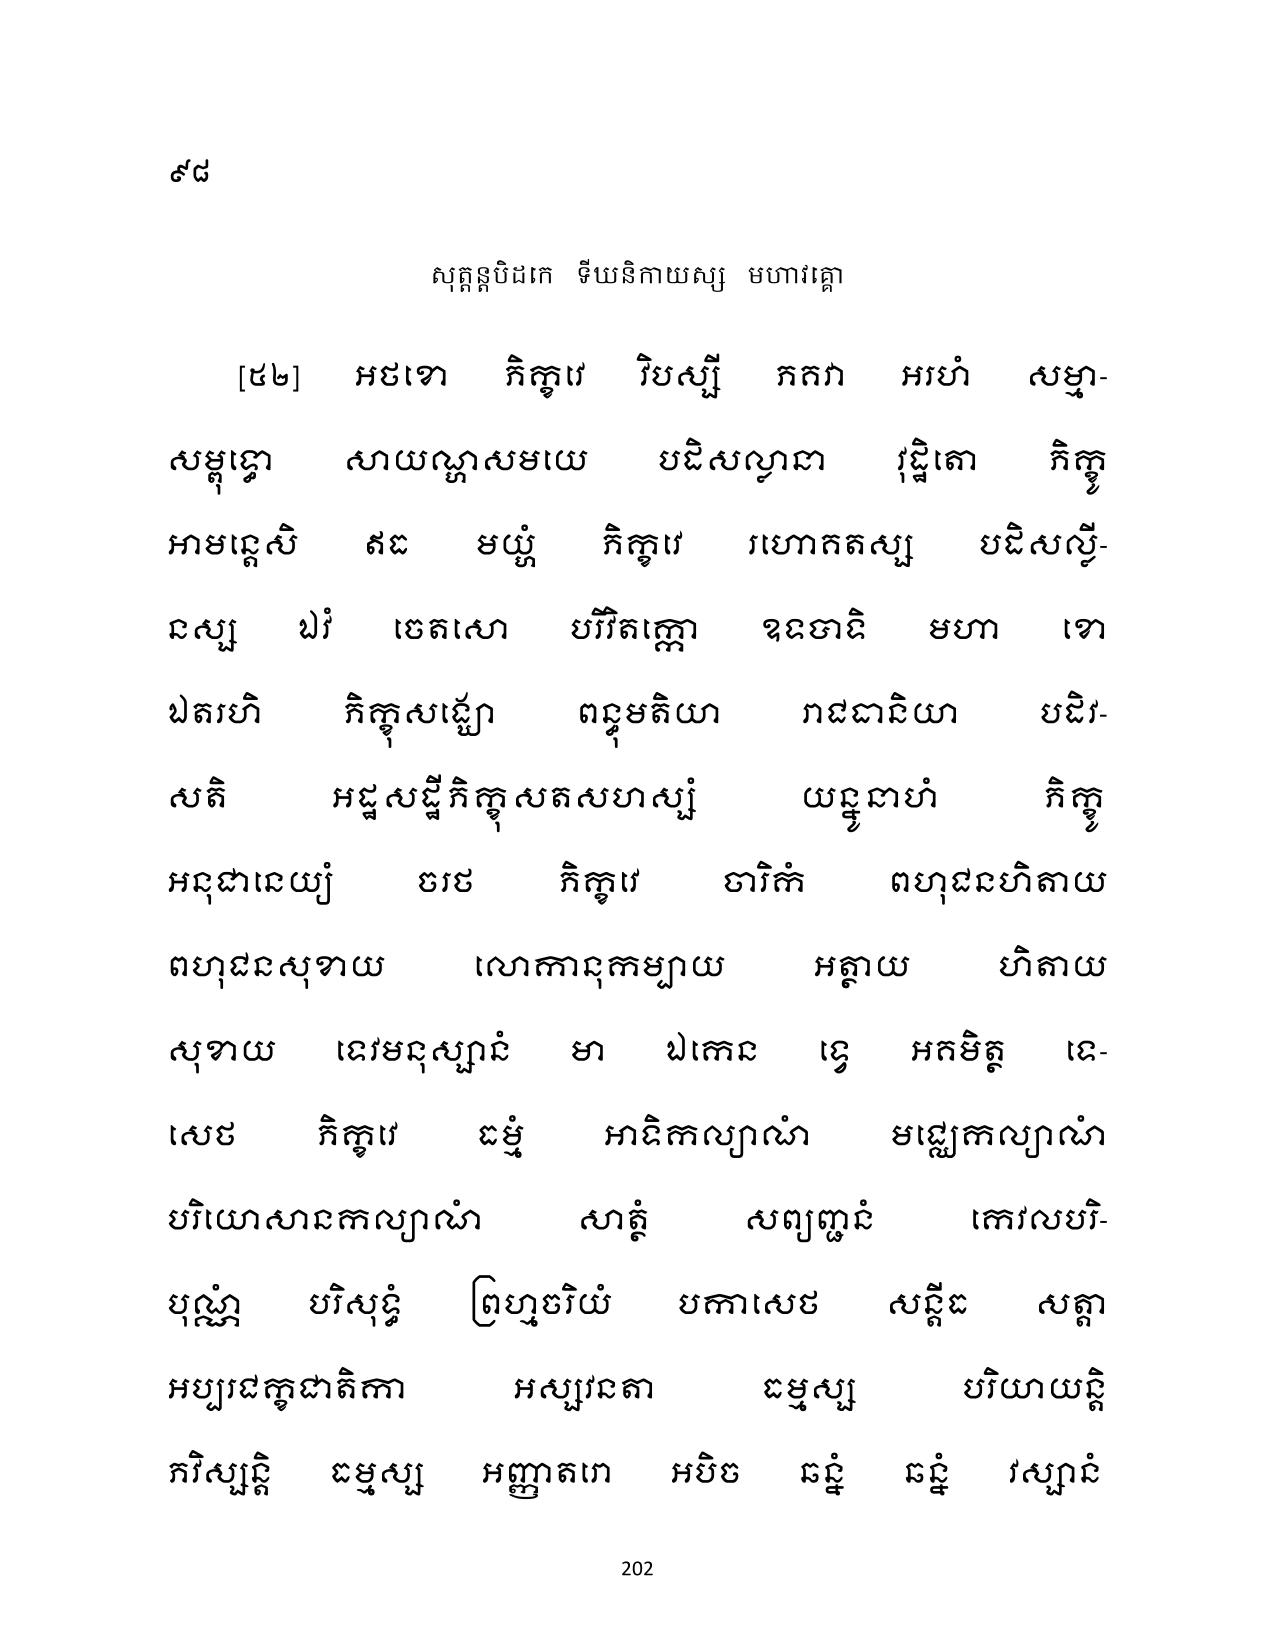 ៩៨
សុត្តន្តបិដកេ ទីឃនិកាយស្ស មហាវគ្គោ
[៥២] អថខោ ភិក្ខវេ វិបស្សី ភគវា អរហំ សម្មា-
សម្ពុទ្ធោ សាយណ្ហសមយេ បដិសល្លានា វុដ្ឋិតោ ភិក្ខូ
អាមន្តេសិ ឥធ មយ្ហំ ភិក្ខវេ រហោគតស្ស បដិសល្លី-
នស្ស ឯវំ ចេតសោ បរិវិតក្កោ ឧទបាទិ មហា ខោ
ឯតរហិ ភិក្ខុសង្ឃោ ពន្ធុមតិយា រាជធានិយា បដិវ-
សតិ អដ្ឋសដ្ឋីភិក្ខុសតសហស្សំ យន្នូនាហំ ភិក្ខូ
អនុជានេយ្យំ ចរថ ភិក្ខវេ ចារិកំ ពហុជនហិតាយ
ពហុជនសុខាយ លោកានុកម្បាយ អត្ថាយ ហិតាយ
សុខាយ ទេវមនុស្សានំ មា ឯកេន ទ្វេ អគមិត្ថ ទេ-
សេថ ភិក្ខវេ ធម្មំ អាទិកល្យាណំ មជ្ឈេកល្យាណំ
បរិយោសានកល្យាណំ សាត្ថំ សព្យញ្ជនំ កេវលបរិ-
បុណ្ណំ បរិសុទ្ធំ ព្រហ្មចរិយំ បកាសេថ សន្តីធ សត្តា
អប្បរជក្ខជាតិកា អស្សវនតា ធម្មស្ស បរិយាយន្តិ
ភវិស្សន្តិ ធម្មស្ស អញ្ញាតរោ អបិច ឆន្នំ ឆន្នំ វស្សានំ
202